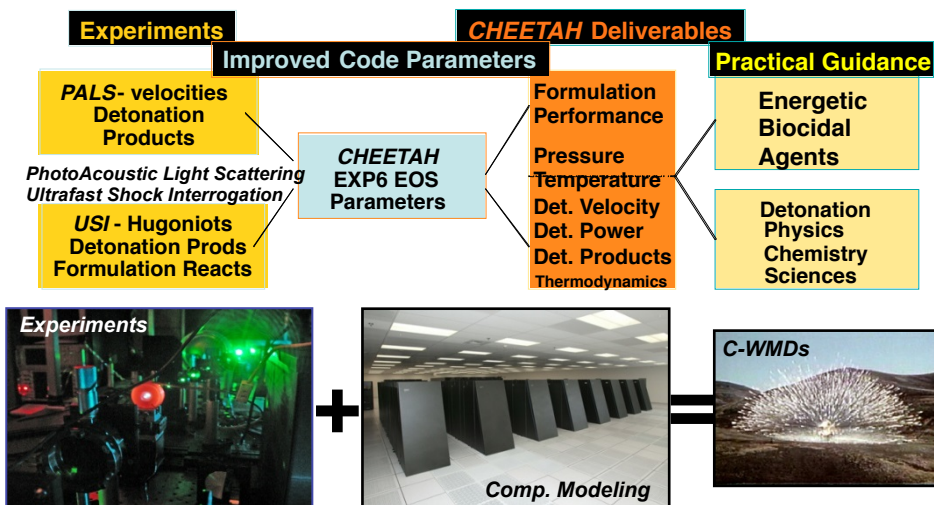 Experiments
CHEETAH Deliverables
Improved Code Parameters
Practical Guidance
PALS - velocities
Detonation
Products
PhotoAcoustic Light Scattering
Ultrafast Shock Interrogation
USI - Hugoniots
Detonation Prods
Formulation Reacts
CHEETAH
EXP6 EOS
Parameters
Formulation
Performance
Pressure
Temperature
Det. Velocity
Det. Power
Det. Products
Thermodynamics
Energetic
Biocidal
Agents
Detonation
Physics
Chemistry
Sciences
Experiments
+
Comp. Modeling
=
C-WMDs